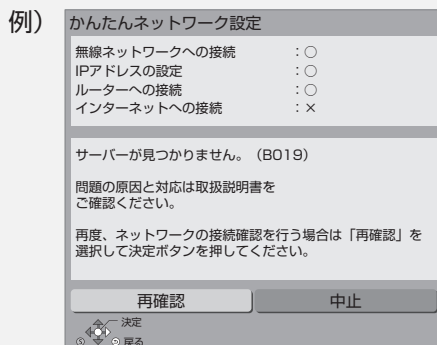 例)
かんたんネットワーク設定
無線ネットワークへの接続 :○
IPアドレスの設定 :○
ルーターへの接続 :○
インターネットへの接続 :×
サーバーが見つかりません。(B019)
問題の原因と対応は取扱説明書を
ご確認ください。
再度、ネットワークの接続確認を行う場合は「再確認」を
選択して決定ボタンを押してください。
再確認 中止
決定
戻る